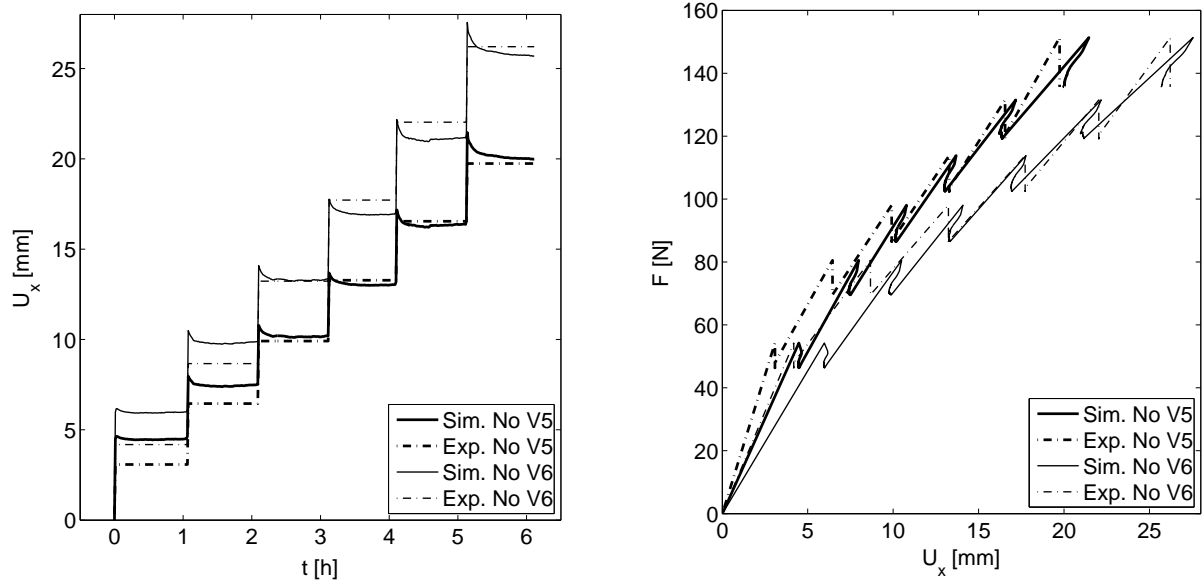 25
20
15
10
5
0
0 1 2 3 4 5 6
U_x [mm]
t [h]
Sim. No V5
Exp. No V5
Sim. No V6
Exp. No V6
160
140
120
100
80
60
40
20
0
0 5 10 15 20 25
F [N]
U_x [mm]
Sim. No V5
Exp. No V5
Sim. No V6
Exp. No V6